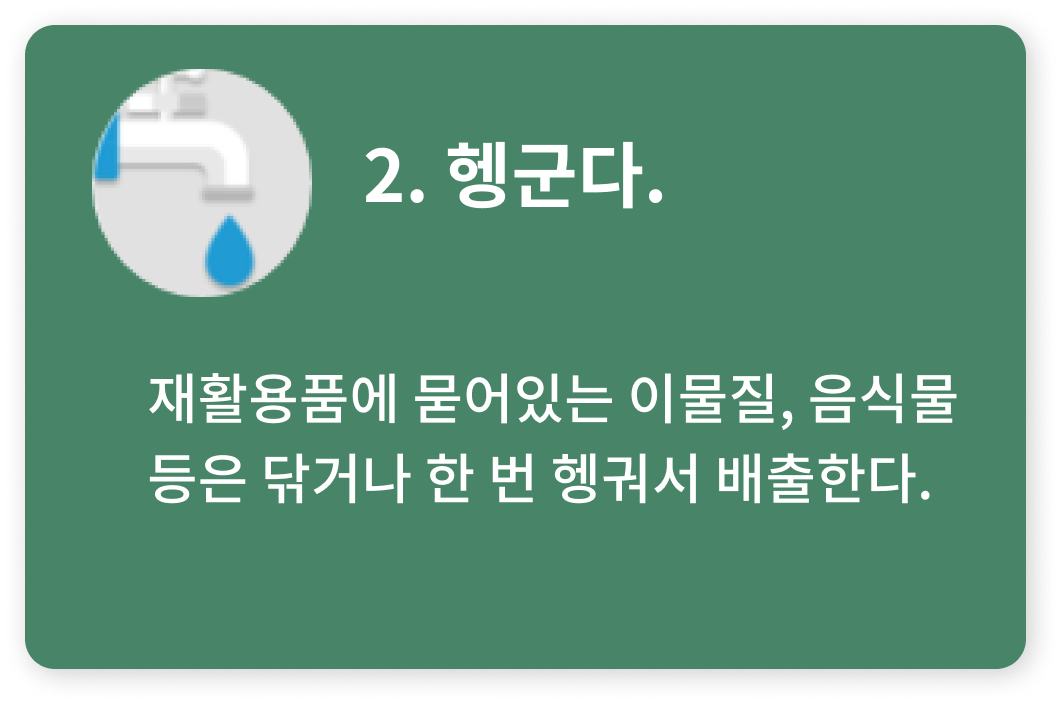 2. 헹군다.
재활용품에 묻어있는 이물질, 음식물
등은 닦거나 한 번 헹궈서 배출한다.